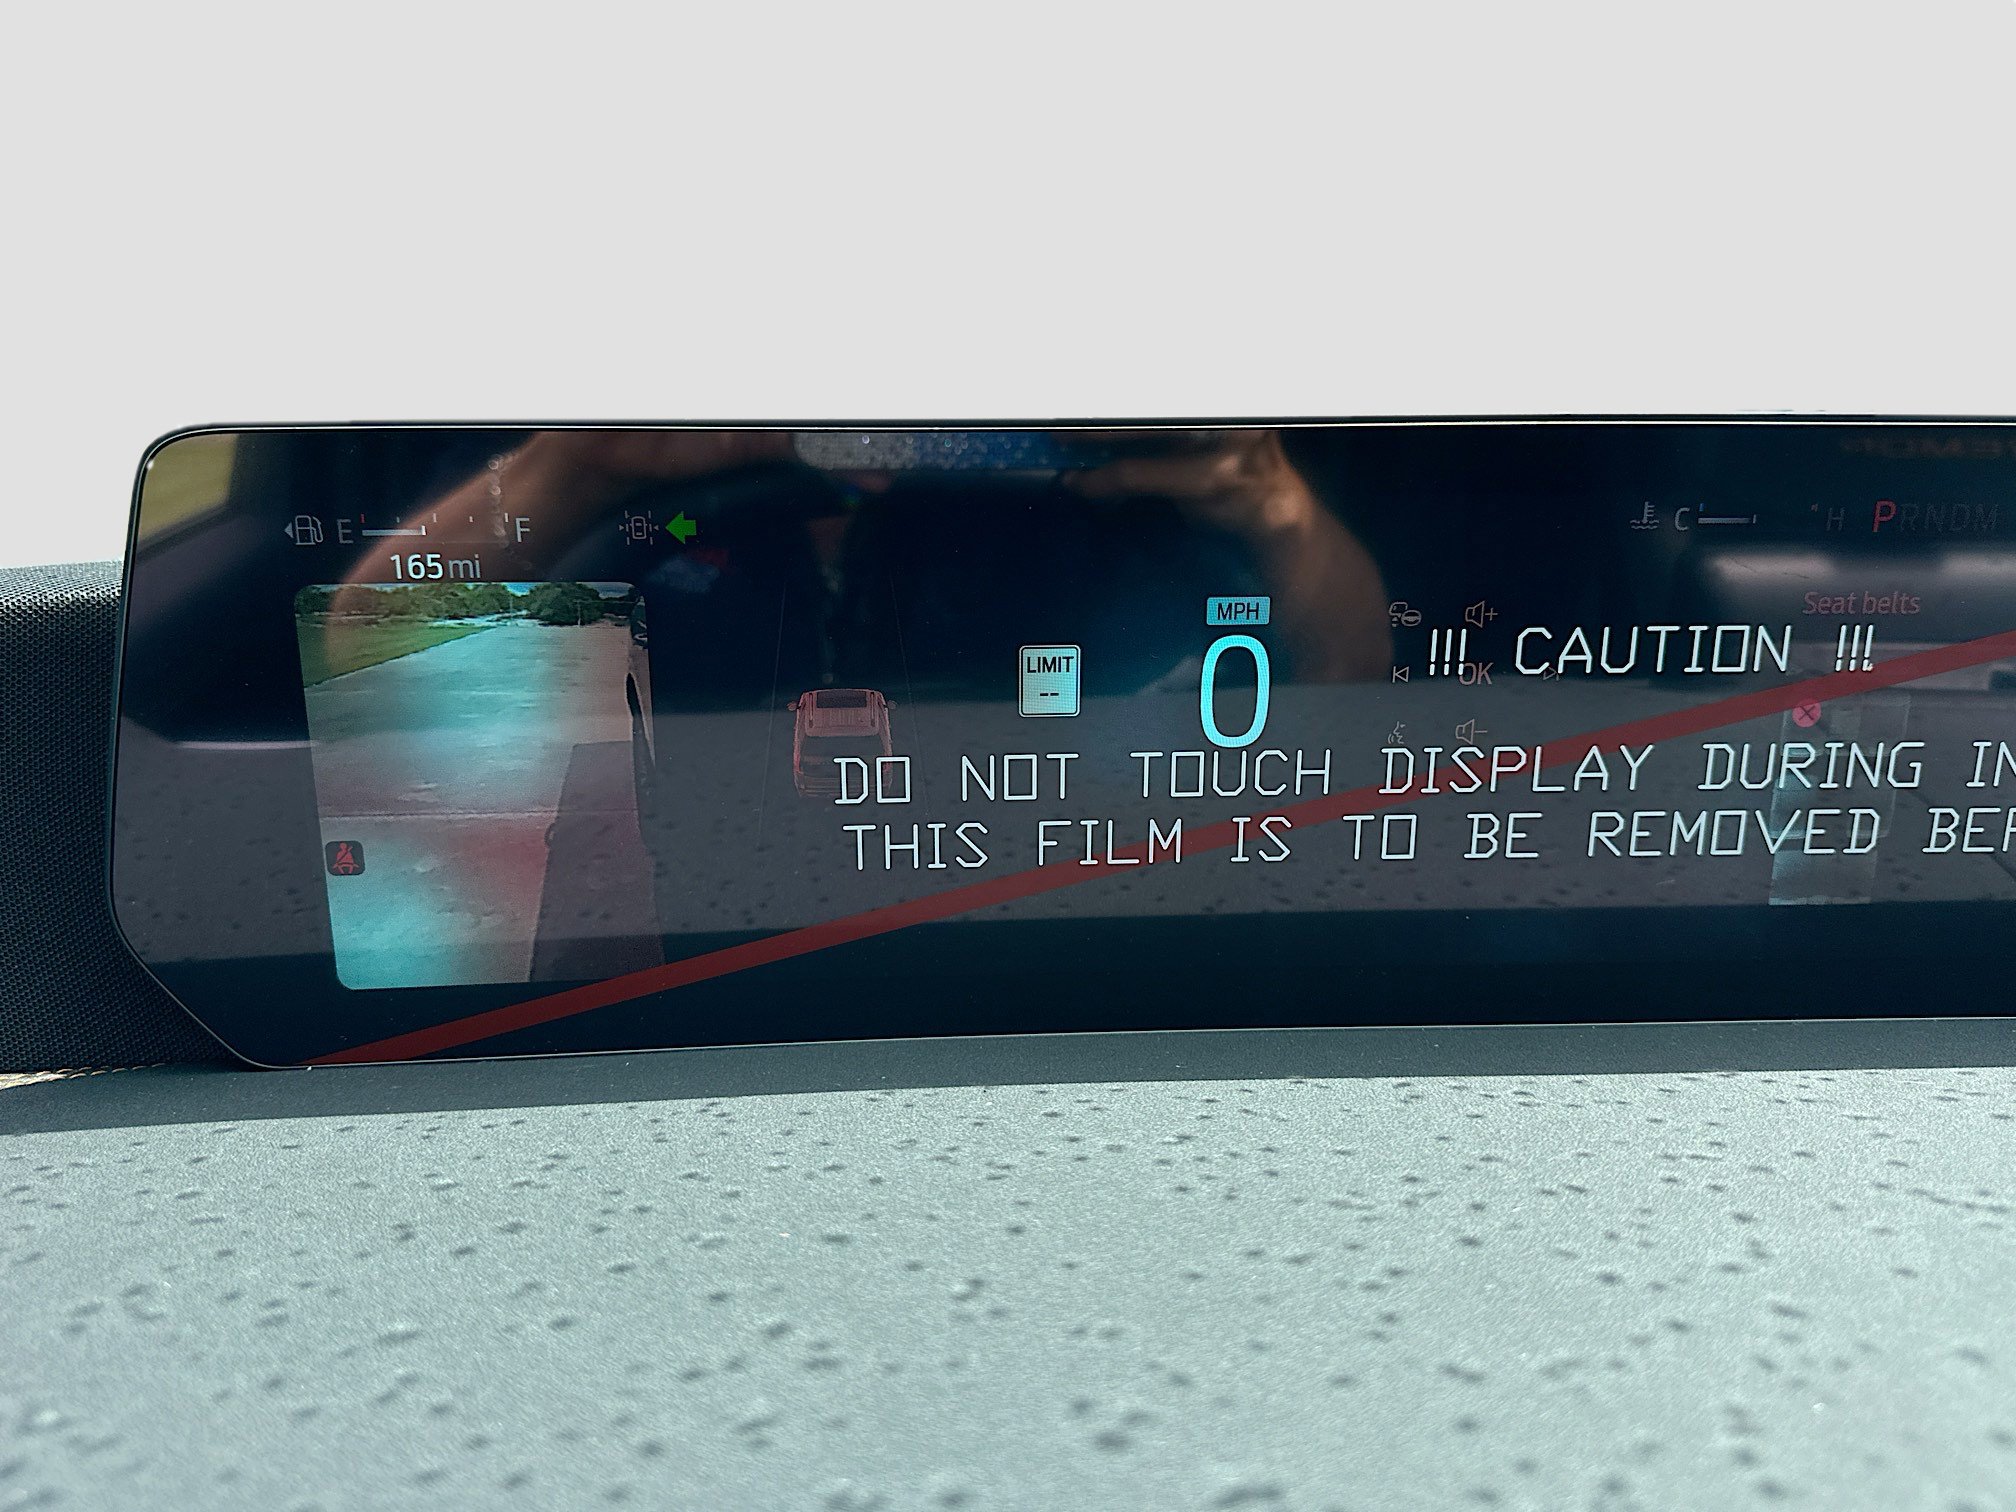 E F
165 mi
C H PRNDM
MPH
0
LIMIT
--
Seat belts
OK
!!! CAUTION !!!
DO NOT TOUCH DISPLAY DURING IN
THIS FILM IS TO BE REMOVED BEF